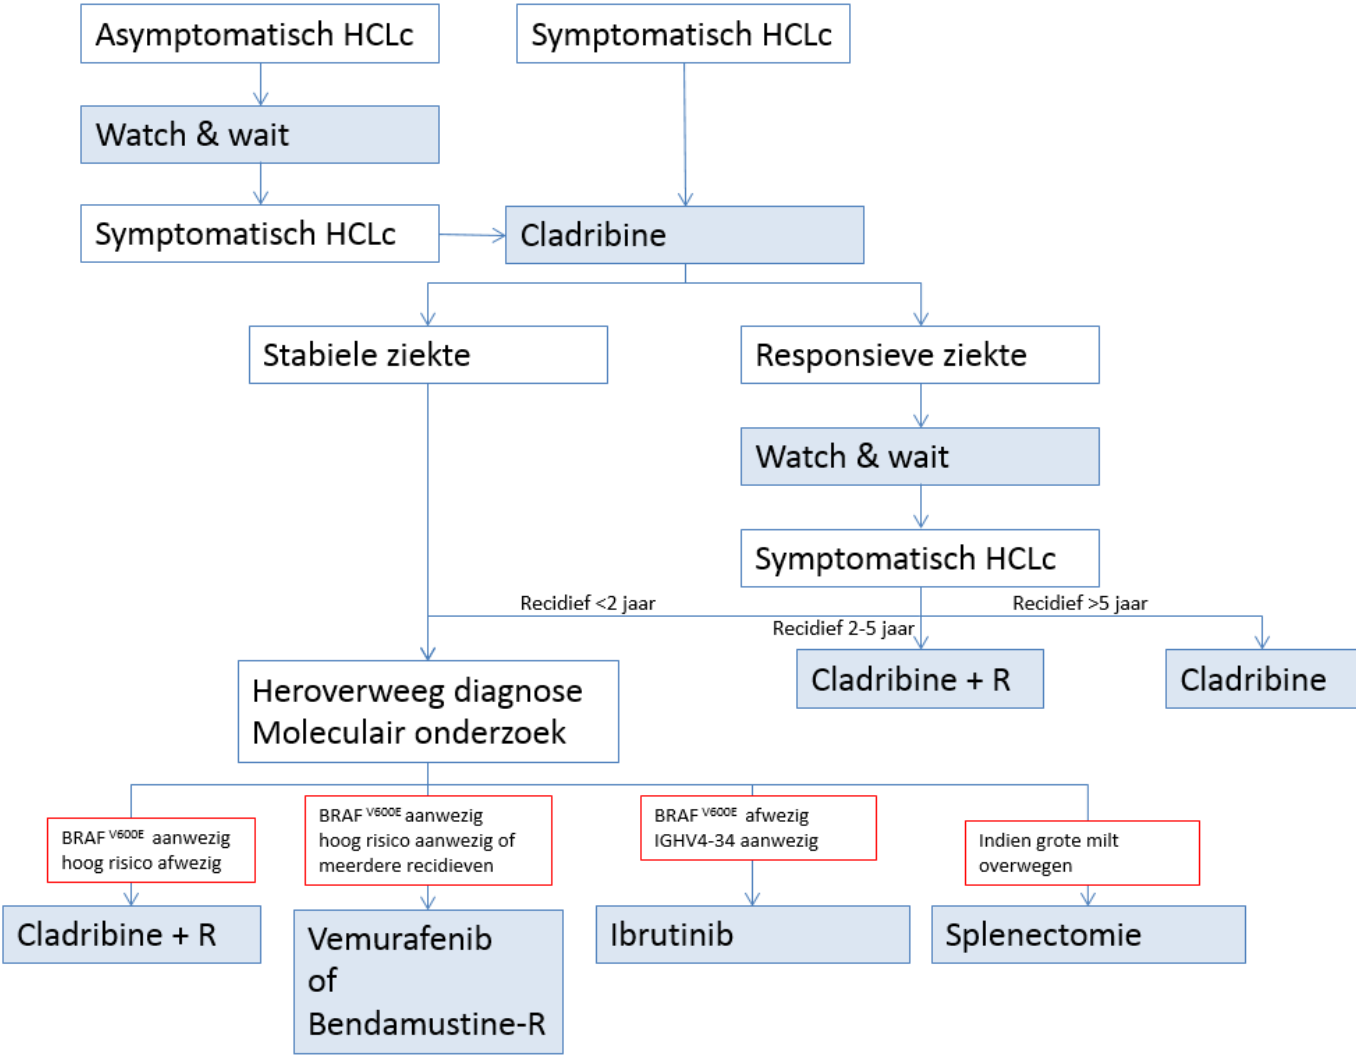 Asymptomatisch HCLc
Symptomatisch HCLc
Watch & wait
Symptomatisch HCLc
Cladribine
Stabiele ziekte
Responsieve ziekte
Watch & wait
Symptomatisch HCLc
Recidief <2 jaar
Recidief >5 jaar
Recidief 2-5 jaar
Heroverweeg diagnose
Moleculair onderzoek
Cladribine + R
Cladribine
BRAF V600E aanwezig
hoog risico afwezig
BRAF V600E aanwezig
hoog risico aanwezig of
meerdere recidieven
BRAF V600E afwezig
IGHV4-34 aanwezig
Indien grote milt
overwegen
Cladribine + R
Vemurafenib
of
Bendamustine-R
Ibrutinib
Splenectomie